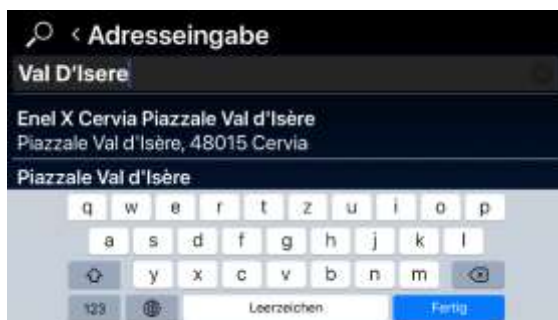 < Adresseingabe
Val D'Isere
Enel X Cervia Piazzale Val d'Isère
Piazzale Val d'Isère, 48015 Cervia
Piazzale Val d'Isère
q w e r t z u i o p
a s d f g h j k l
y x c v b n m
123 Leerzeichen Fertig